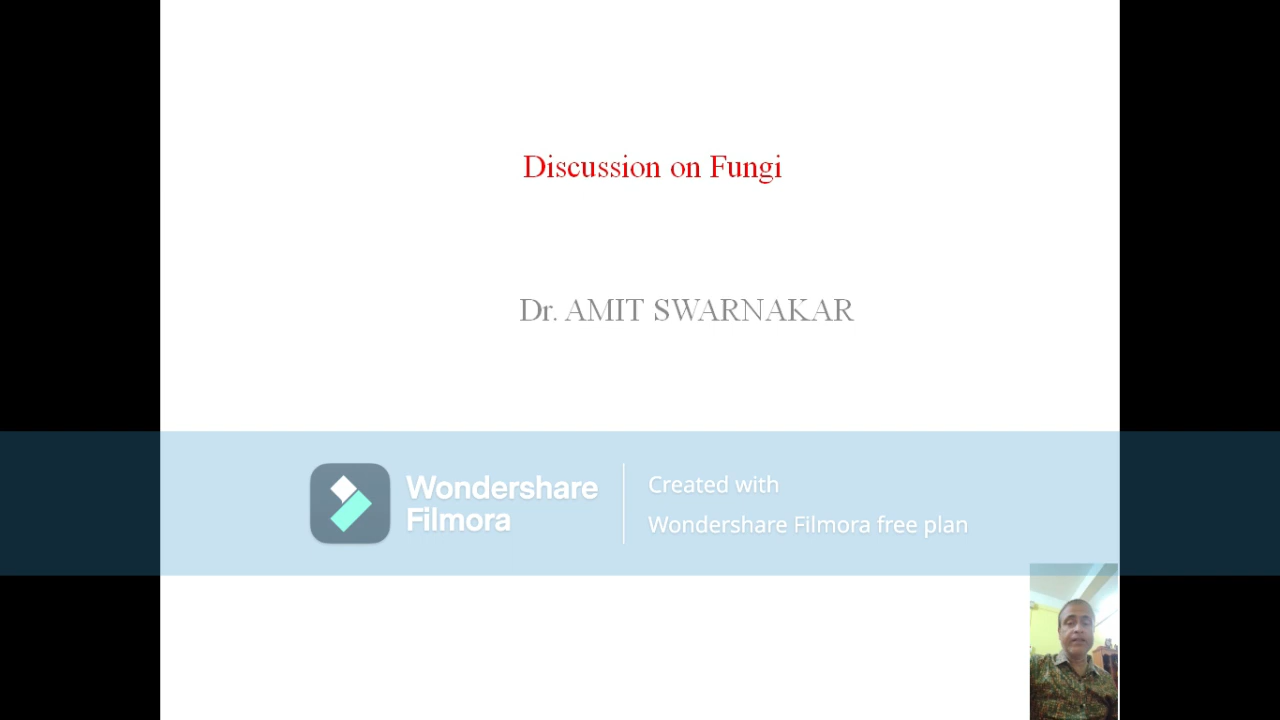 Discussion on Fungi
Dr. AMIT SWARNAKAR
Wondershare
Filmora
Created with
Wondershare Filmora free plan